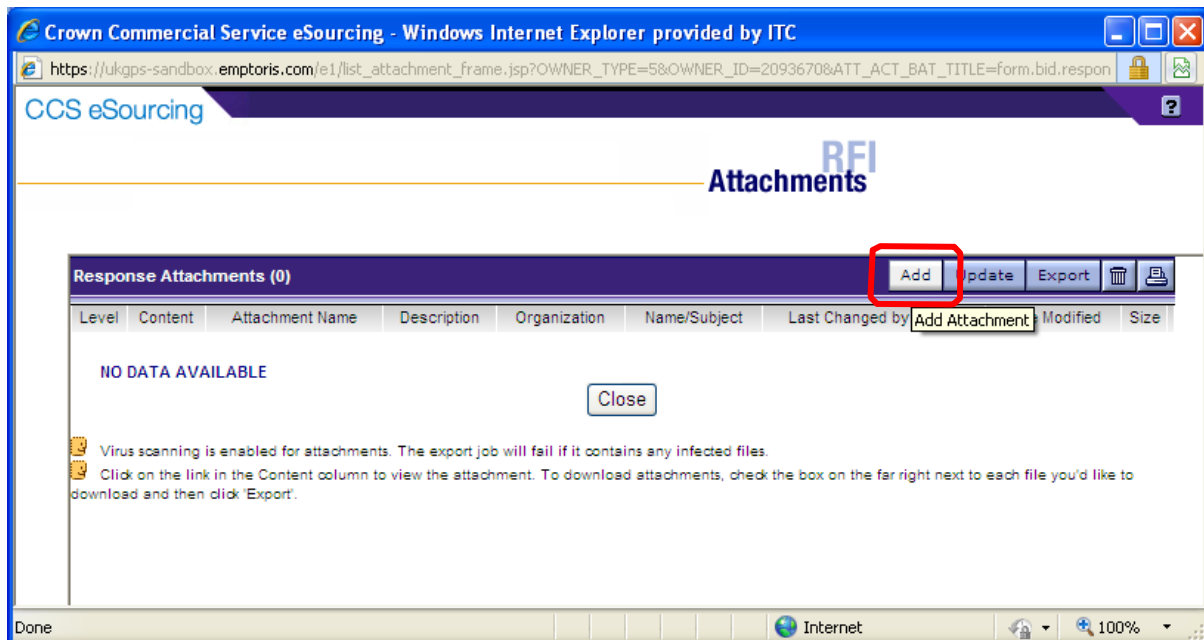 Crown Commercial Service eSourcing - Windows Internet Explorer provided by ITC
https://ukgps-sandbox.emptoris.com/e1/list_attachment_frame.jsp?OWNER_TYPE=5&OWNER_ID=2093670&ATT_ACT_BAT_TITLE=form.bid.respon
CCS eSourcing ?
RFI
Attachments
Response Attachments (0) Add Update Export
Level Content Attachment Name Description Organization Name/Subject Last Changed by Modified Size
Add Attachment
NO DATA AVAILABLE
Close
Virus scanning is enabled for attachments. The export job will fail if it contains any infected files.
Click on the link in the Content column to view the attachment. To download attachments, check the box on the far right next to each file you'd like to
download and then click 'Export'.
Done Internet 100%